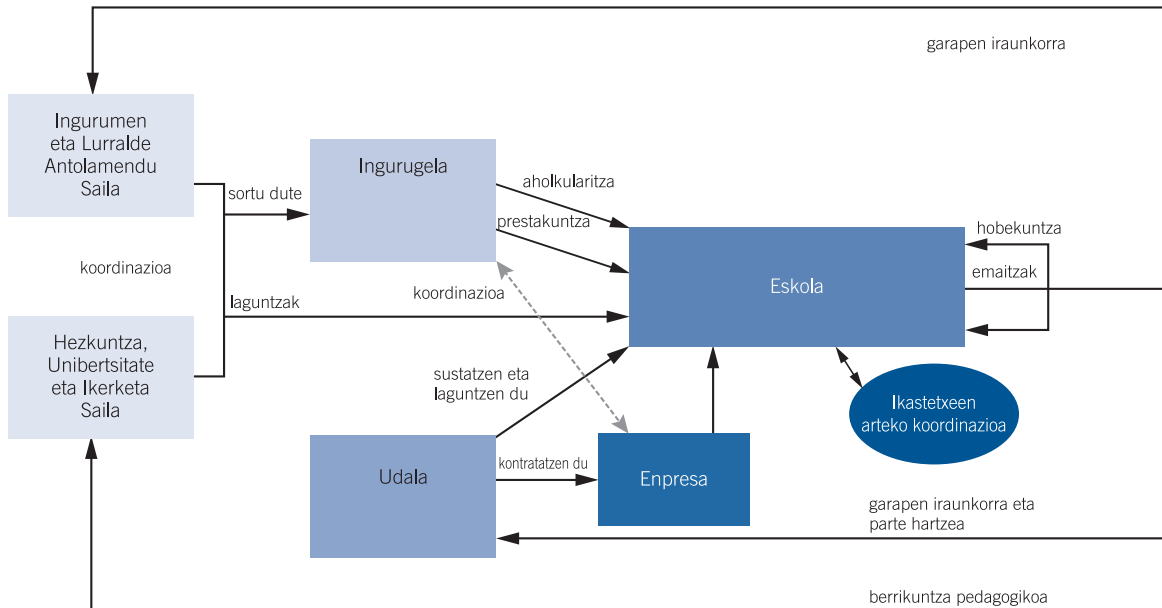 garapen iraunkorra
Ingurumen
eta Lurralde
Antolamendu
Saila
sortu dute
Ingurugela
aholkularitza
prestakuntza
hobekuntza
emaitzak
Eskola
koordinazioa
koordinazioa
laguntzak
Hezkuntza,
Unibertsitate
eta Ikerketa
Saila
sustatzen eta
laguntzen du
Ikastetxeen
arteko koordinazioa
Udala
kontratatzen du
Enpresa
garapen iraunkorra eta
parte hartzea
berrikuntza pedagogikoa